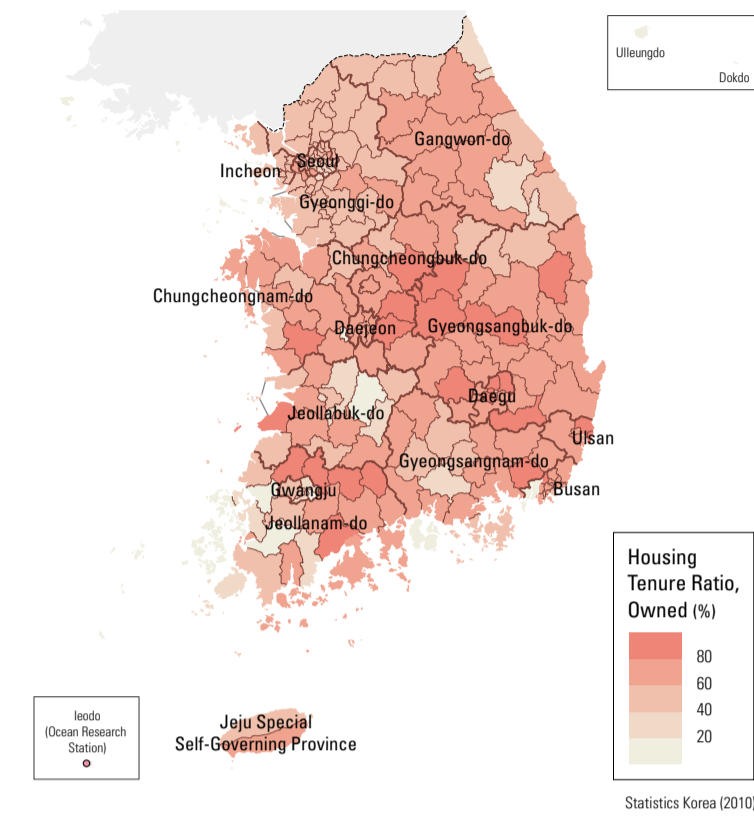 Ulleungdo
Dokdo
Gangwon-do
Seoul
Incheon
Gyeonggi-do
Chungcheongbuk-do
Chungcheongnam-do
Daejeon
Gyeongsangbuk-do
Daegu
Jeollabuk-do
Ulsan
Gyeongsangnam-do
Gwangju
Busan
Jeollanam-do
Housing
Tenure Ratio,
Owned (%)
80
60
40
20
Ieodo
(Ocean Research
Station)
Jeju Special
Self-Governing Province
Statistics Korea (2010)